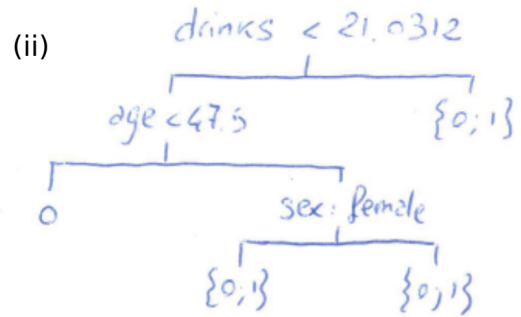 (ii)
drinks < 21.0312
age < 47.5
{0;1}
0
sex: female
{0;1}
{0;1}